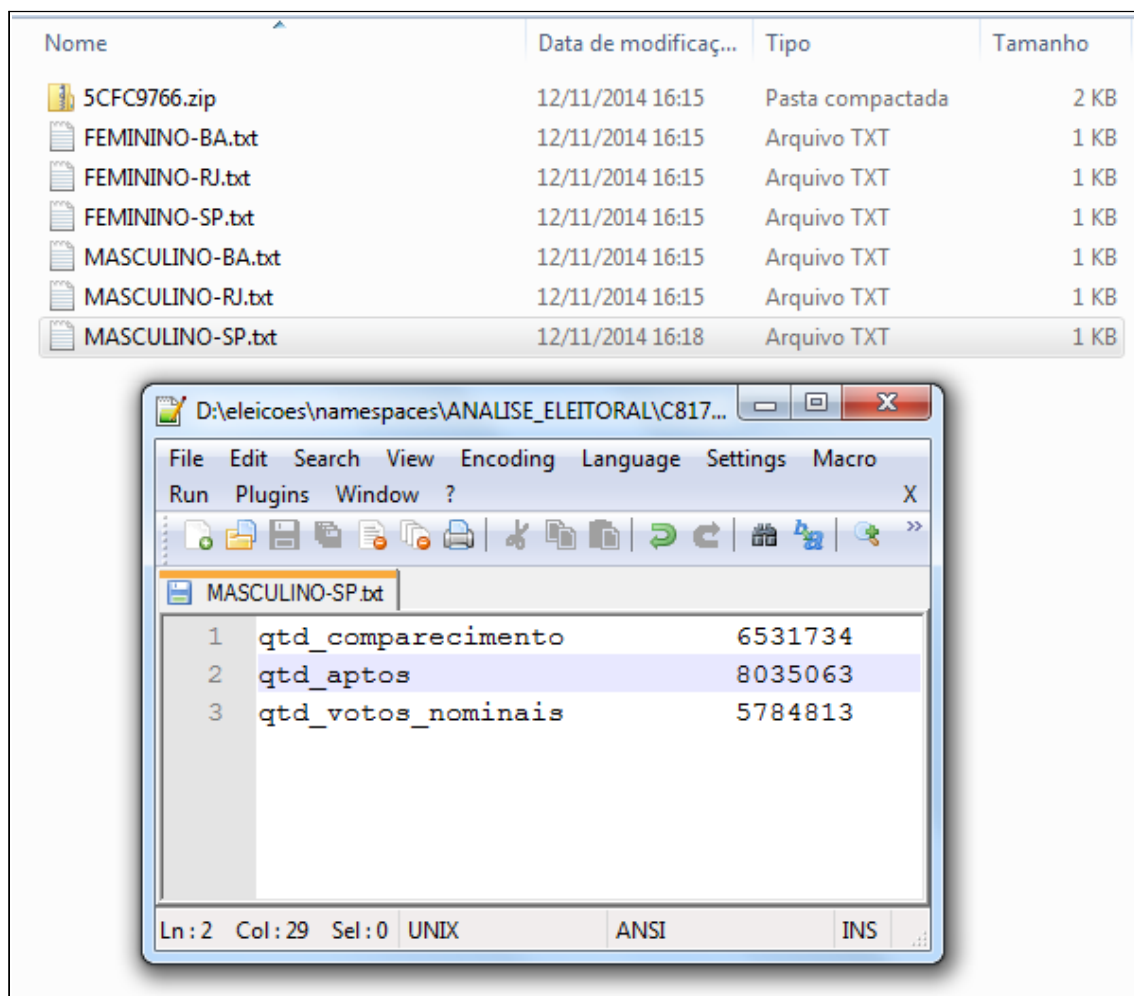 Nome Data de modificaç... Tipo Tamanho
5CFC9766.zip 12/11/2014 16:15 Pasta compactada 2 KB
FEMININO-BA.txt 12/11/2014 16:15 Arquivo TXT 1 KB
FEMININO-RJ.txt 12/11/2014 16:15 Arquivo TXT 1 KB
FEMININO-SP.txt 12/11/2014 16:15 Arquivo TXT 1 KB
MASCULINO-BA.txt 12/11/2014 16:15 Arquivo TXT 1 KB
MASCULINO-RJ.txt 12/11/2014 16:15 Arquivo TXT 1 KB
MASCULINO-SP.txt 12/11/2014 16:18 Arquivo TXT 1 KB
D:\eleicoes\namespaces\ANALISE_ELEITORAL\C817...
File Edit Search View Encoding Language Settings Macro
Run Plugins Window ? X
MASCULINO-SP.txt
1 qtd_comparecimento 6531734
2 qtd_aptos 8035063
3 qtd_votos_nominais 5784813
Ln : 2 Col : 29 Sel : 0 UNIX ANSI INS